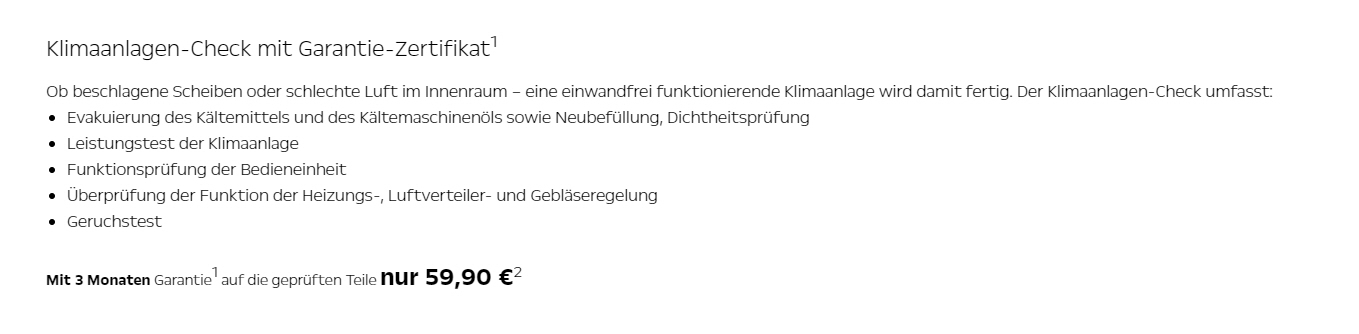 Klimaanlagen-Check mit Garantie-Zertifikat¹
Ob beschlagene Scheiben oder schlechte Luft im Innenraum – eine einwandfrei funktionierende Klimaanlage wird damit fertig. Der Klimaanlagen-Check umfasst:
• Evakuierung des Kältemittels und des Kältemaschinenöls sowie Neubefüllung, Dichtheitsprüfung
• Leistungstest der Klimaanlage
• Funktionsprüfung der Bedieneinheit
• Überprüfung der Funktion der Heizungs-, Luftverteiler- und Gebläseregelung
• Geruchstest
Mit 3 Monaten Garantie¹ auf die geprüften Teile nur 59,90 €²